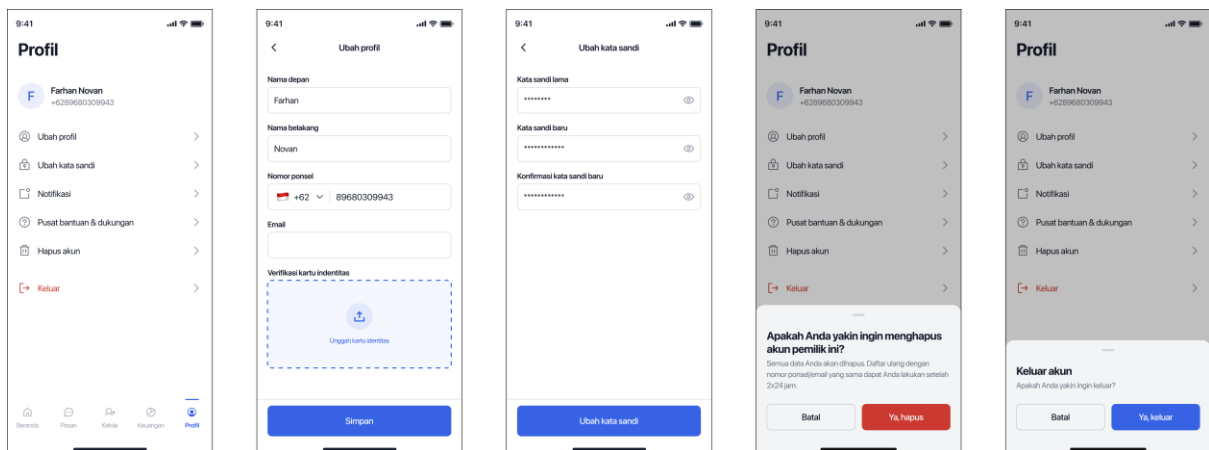 9:41
Profil
F
Farhan Novan
+6289680309943
Ubah profil
Ubah kata sandi
Notifikasi
Pusat bantuan & dukungan
Hapus akun
Keluar
Beranda
Pesan
Kelola
Keuangan
Profil
9:41
Ubah profil
Nama depan
Farhan
Nama belakang
Novan
Nomor ponsel
+62 89680309943
Email
Verifikasi kartu indentitas
Unggah kartu identitas
Simpan
9:41
Ubah kata sandi
Kata sandi lama
********
Kata sandi baru
************
Konfirmasi kata sandi baru
************
Ubah kata sandi
9:41
Profil
F
Farhan Novan
+6289680309943
Ubah profil
Ubah kata sandi
Notifikasi
Pusat bantuan & dukungan
Hapus akun
Keluar
Apakah Anda yakin ingin menghapus
akun pemilik ini?
Semua data Anda akan dihapus. Daftar ulang dengan
nomor ponsel/email yang sama dapat Anda lakukan setelah
2x24 jam.
Batal
Ya, hapus
9:41
Profil
F
Farhan Novan
+6289680309943
Ubah profil
Ubah kata sandi
Notifikasi
Pusat bantuan & dukungan
Hapus akun
Keluar
Keluar akun
Apakah Anda yakin ingin keluar?
Batal
Ya, keluar